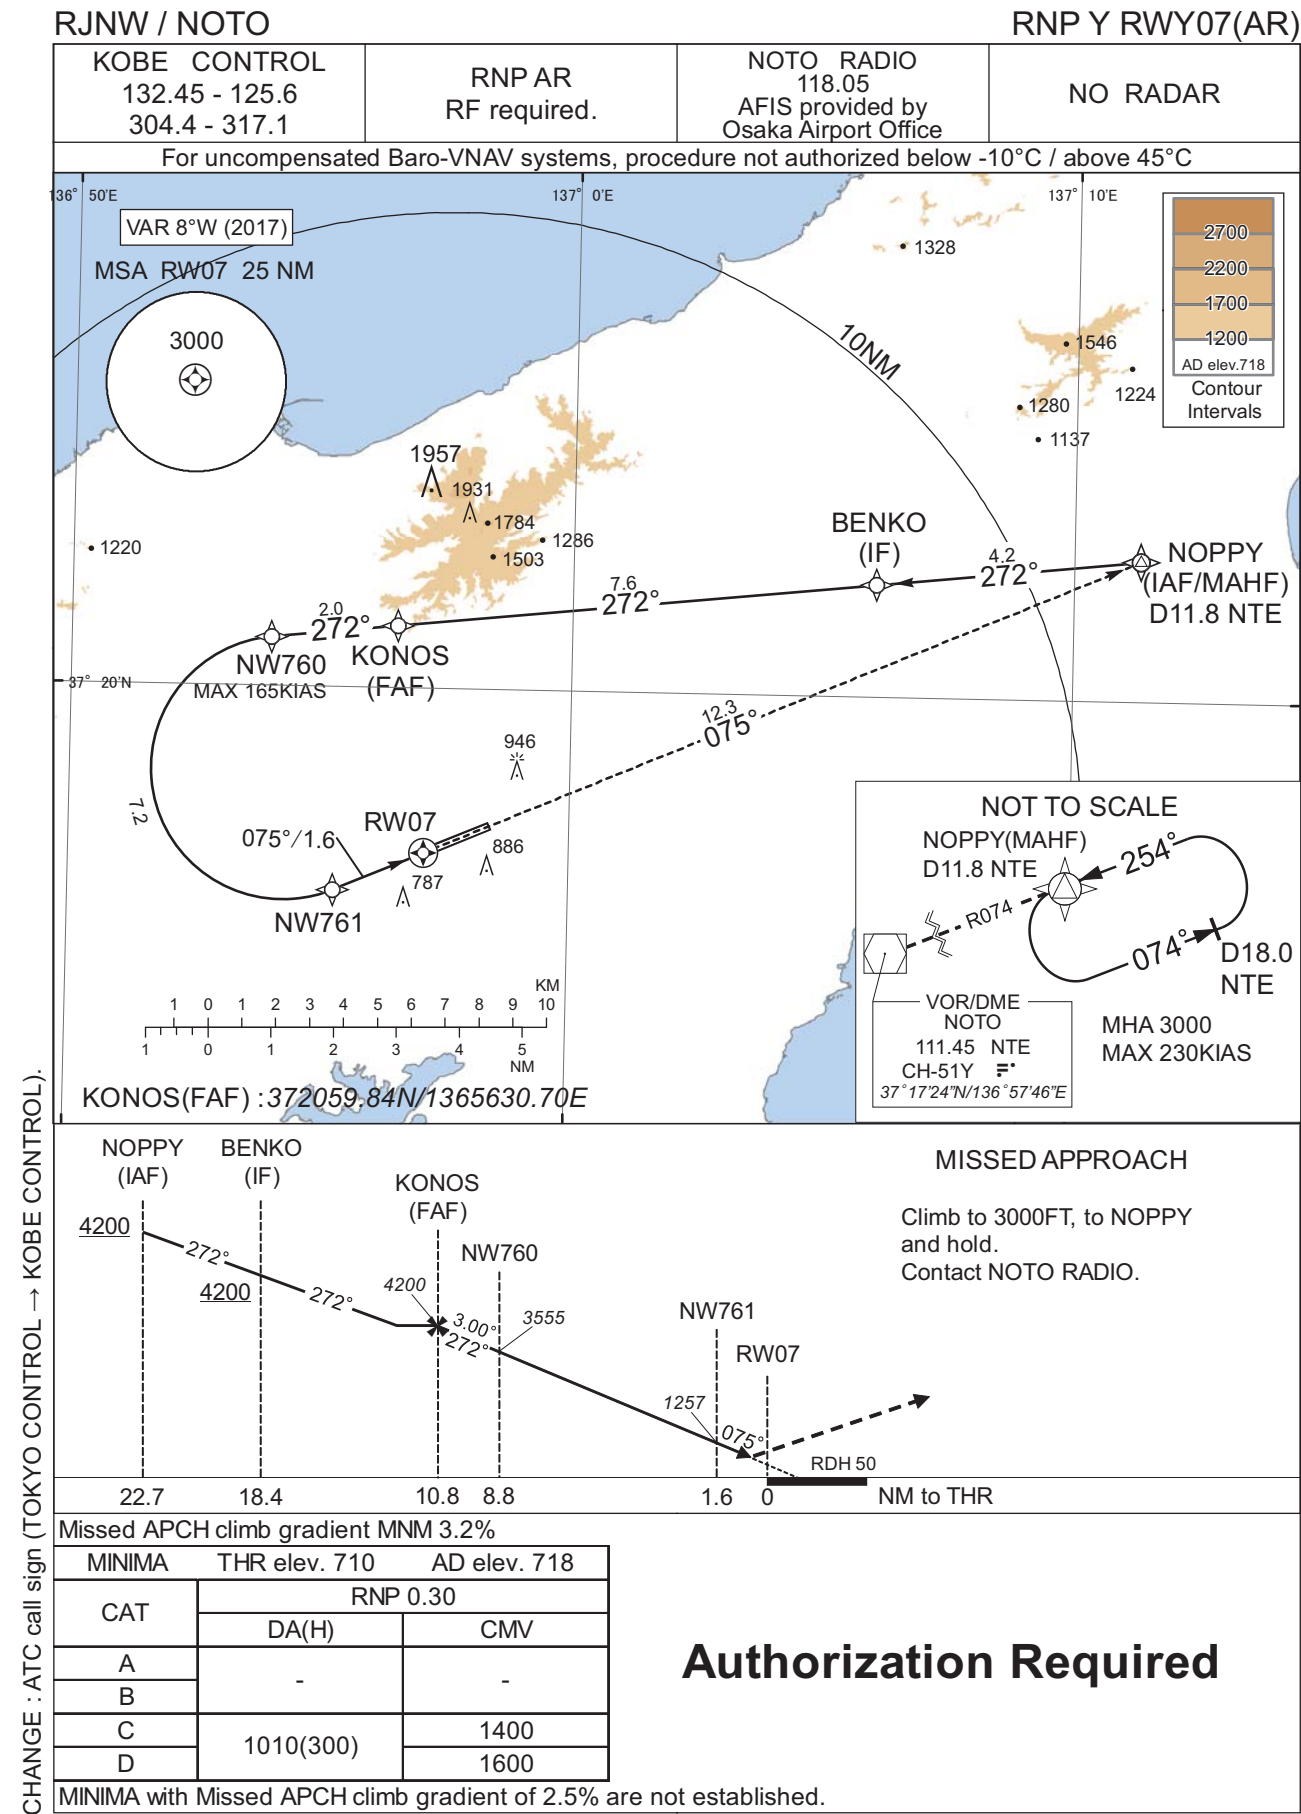 RJNW / NOTO
RNP Y RWY07(AR)
KOBE CONTROL
132.45 - 125.6
304.4 - 317.1
RNP AR
RF required.
NOTO RADIO
118.05
AFIS provided by
Osaka Airport Office
NO RADAR
For uncompensated Baro-VNAV systems, procedure not authorized below -10°C / above 45°C
136° 50'E
137° 0'E
137° 10'E
VAR 8°W (2017)
MSA RW07 25 NM
3000
10NM
1328
2700
2200
1700
1200
AD elev.718
Contour
Intervals
1546
1224
1280
1137
1957
1931
1784
1286
1503
1220
BENKO
(IF)
4.2
272°
NOPPY
(IAF/MAHF)
D11.8 NTE
7.6
272°
2.0
272°
NW760
MAX 165KIAS
KONOS
(FAF)
37° 20'N
12.3
075°
946
7.2
RW07
075°/1.6
886
787
NW761
NOT TO SCALE
NOPPY(MAHF)
D11.8 NTE
254°
R074
074°
D18.0
NTE
VOR/DME
NOTO
111.45 NTE
CH-51Y
37°17'24"N/136°57'46"E
MHA 3000
MAX 230KIAS
KM
1 0 1 2 3 4 5 6 7 8 9 10
1 0 1 2 3 4 5
NM
KONOS(FAF) :372059.84N/1365630.70E
NOPPY
(IAF)
BENKO
(IF)
KONOS
(FAF)
NW760
NW761
RW07
4200
272°
4200
272°
4200
3.00°
272°
3555
1257
075°
RDH 50
22.7 18.4 10.8 8.8 1.6 0 NM to THR
MISSED APPROACH
Climb to 3000FT, to NOPPY
and hold.
Contact NOTO RADIO.
Missed APCH climb gradient MNM 3.2%
MINIMA THR elev. 710 AD elev. 718
CAT
RNP 0.30
DA(H) CMV
A
B
- -
C
D
1010(300)
1400
1600
MINIMA with Missed APCH climb gradient of 2.5% are not established.
Authorization Required
CHANGE : ATC call sign (TOKYO CONTROL → KOBE CONTROL).